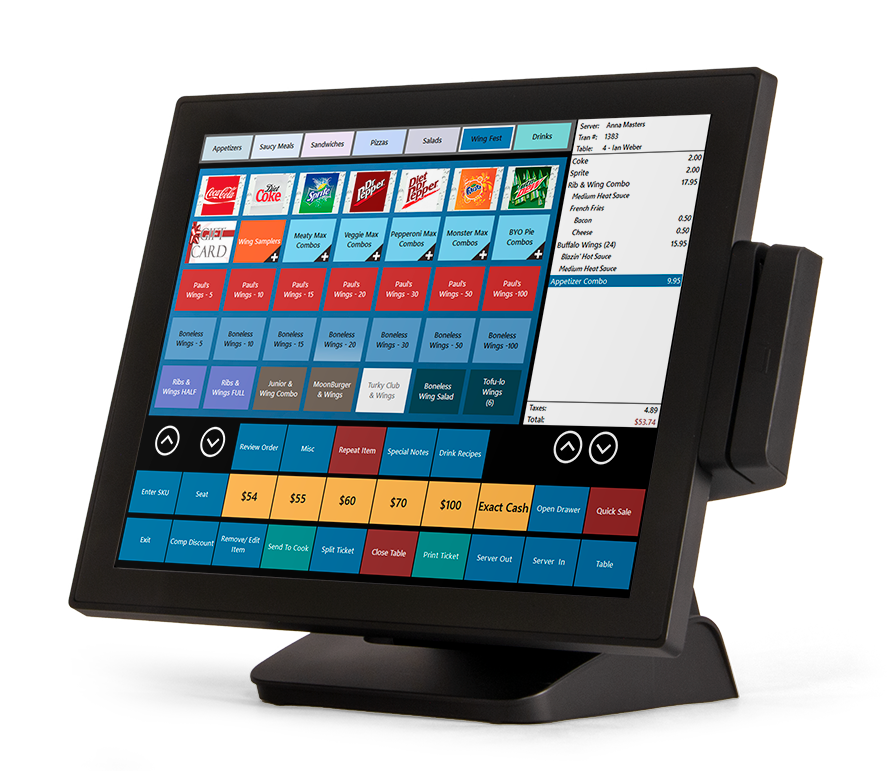 Appetizers
Saucy Meals
Sandwiches
Pizzas
Salads
Wing Fest
Drinks
Coca-Cola
Diet
Coke
Sprite
Dr
Pepper
Diet
Dr
Pepper
Fanta
Mtn Dew
GIFT
CARD
Wing Samplers
Meaty Max
Combos
Veggie Max
Combos
Pepperoni Max
Combos
Monster Max
Combos
BYO Pie
Combos
Paul's
Wings - 5
Paul's
Wings - 10
Paul's
Wings - 15
Paul's
Wings - 20
Paul's
Wings - 30
Paul's
Wings - 50
Paul's
Wings -100
Boneless
Wings - 5
Boneless
Wings - 10
Boneless
Wings - 15
Boneless
Wings - 20
Boneless
Wings - 30
Boneless
Wings - 50
Boneless
Wings -100
Ribs &
Wings HALF
Ribs &
Wings FULL
Junior &
Wing Combo
MoonBurger
& Wings
Turky Club
& Wings
Boneless
Wing Salad
Tofu-lo
Wings
(6)
Server: Anna Masters
Tran #: 1383
Table: 4 - Ian Weber
Coke 2.00
Sprite 2.00
Rib & Wing Combo 17.95
Medium Heat Sauce
French Fries
Bacon 0.50
Cheese 0.50
Buffalo Wings (24) 15.95
Blazin' Hot Sauce
Medium Heat Sauce
Appetizer Combo 9.95
Taxes: 4.89
Total: $53.74
Review Order
Misc
Repeat Item
Special Notes
Drink Recipes
Enter SKU
Seat
$54
$55
$60
$70
$100
Exact Cash
Open Drawer
Quick Sale
Exit
Comp Discount
Remove/ Edit
Item
Send To Cook
Split Ticket
Close Table
Print Ticket
Server Out
Server In
Table